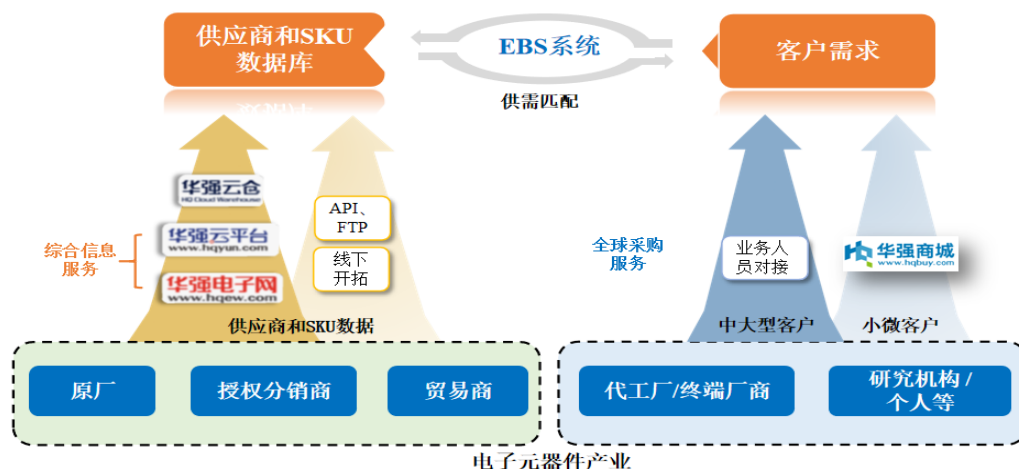 供应商和SKU
数据库
EBS系统
客户需求
供需匹配
华强云仓
HQ Cloud Warehouse
华强云平台
www.hqyun.com
华强电子网
www.hqew.com
综合信息
服务
API、
FTP
线下
开拓
供应商和SKU数据
全球采购
服务
业务人
员对接
华强商城
www.hqbuy.com
中大型客户
小微客户
原厂
授权分销商
贸易商
代工厂/终端厂商
研究机构/
个人等
电子元器件产业